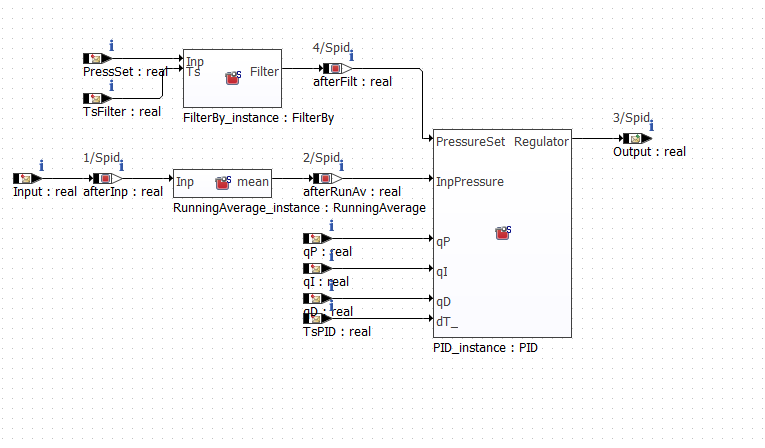 4/Spid
Inp
Ts
Filter
PressSet : real
afterFilt : real
TsFilter : real
FilterBy_instance : FilterBy
3/Spid
PressureSet
Regulator
Output : real
1/Spid
2/Spid
Inp
mean
InpPressure
Input : real
afterInp : real
afterRunAv : real
RunningAverage_instance : RunningAverage
qP
qP : real
qI
qI : real
qD
qD : real
dT_
TsPID : real
PID_instance : PID